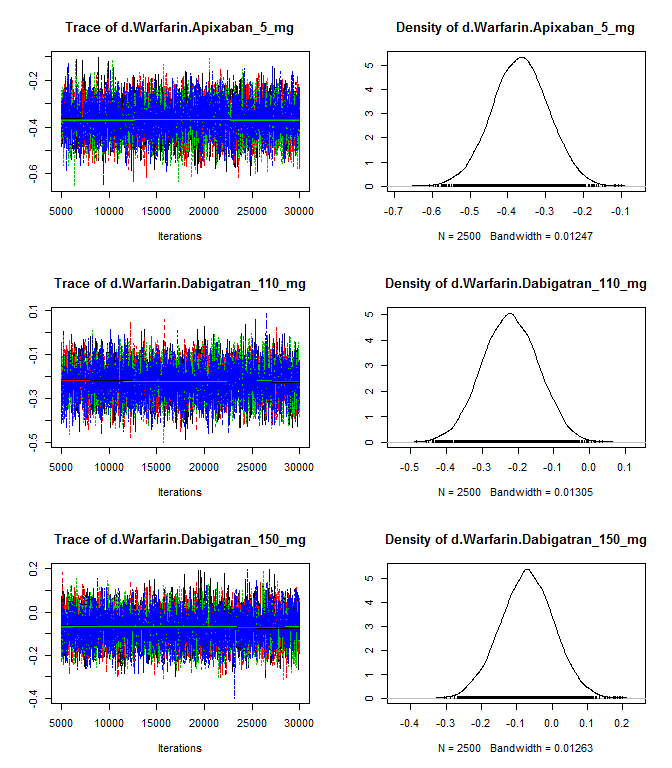 Trace of d.Warfarin.Apixaban_5_mg
-0.2
-0.4
-0.6
5000 10000 15000 20000 25000 30000
Iterations
Density of d.Warfarin.Apixaban_5_mg
5
4
3
2
1
0
-0.7 -0.6 -0.5 -0.4 -0.3 -0.2 -0.1
N = 2500 Bandwidth = 0.01247
Trace of d.Warfarin.Dabigatran_110_mg
0.1
-0.1
-0.3
-0.5
5000 10000 15000 20000 25000 30000
Iterations
Density of d.Warfarin.Dabigatran_110_mg
5
4
3
2
1
0
-0.5 -0.4 -0.3 -0.2 -0.1 0.0 0.1
N = 2500 Bandwidth = 0.01305
Trace of d.Warfarin.Dabigatran_150_mg
0.2
0.0
-0.2
-0.4
5000 10000 15000 20000 25000 30000
Iterations
Density of d.Warfarin.Dabigatran_150_mg
5
4
3
2
1
0
-0.4 -0.3 -0.2 -0.1 0.0 0.1 0.2
N = 2500 Bandwidth = 0.01263